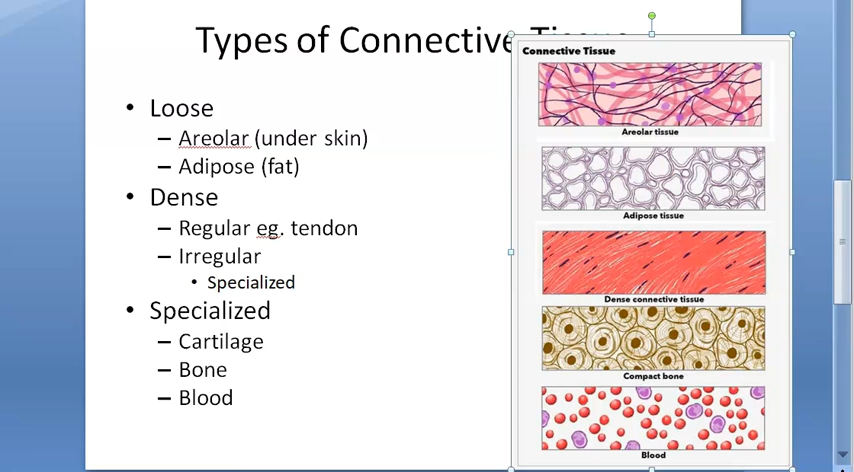 Types of Connective Tissue
• Loose
– Areolar (under skin)
– Adipose (fat)
• Dense
– Regular eg. tendon
– Irregular
• Specialized
• Specialized
– Cartilage
– Bone
– Blood
Connective Tissue
Areolar tissue
Adipose tissue
Dense connective tissue
Compact bone
Blood